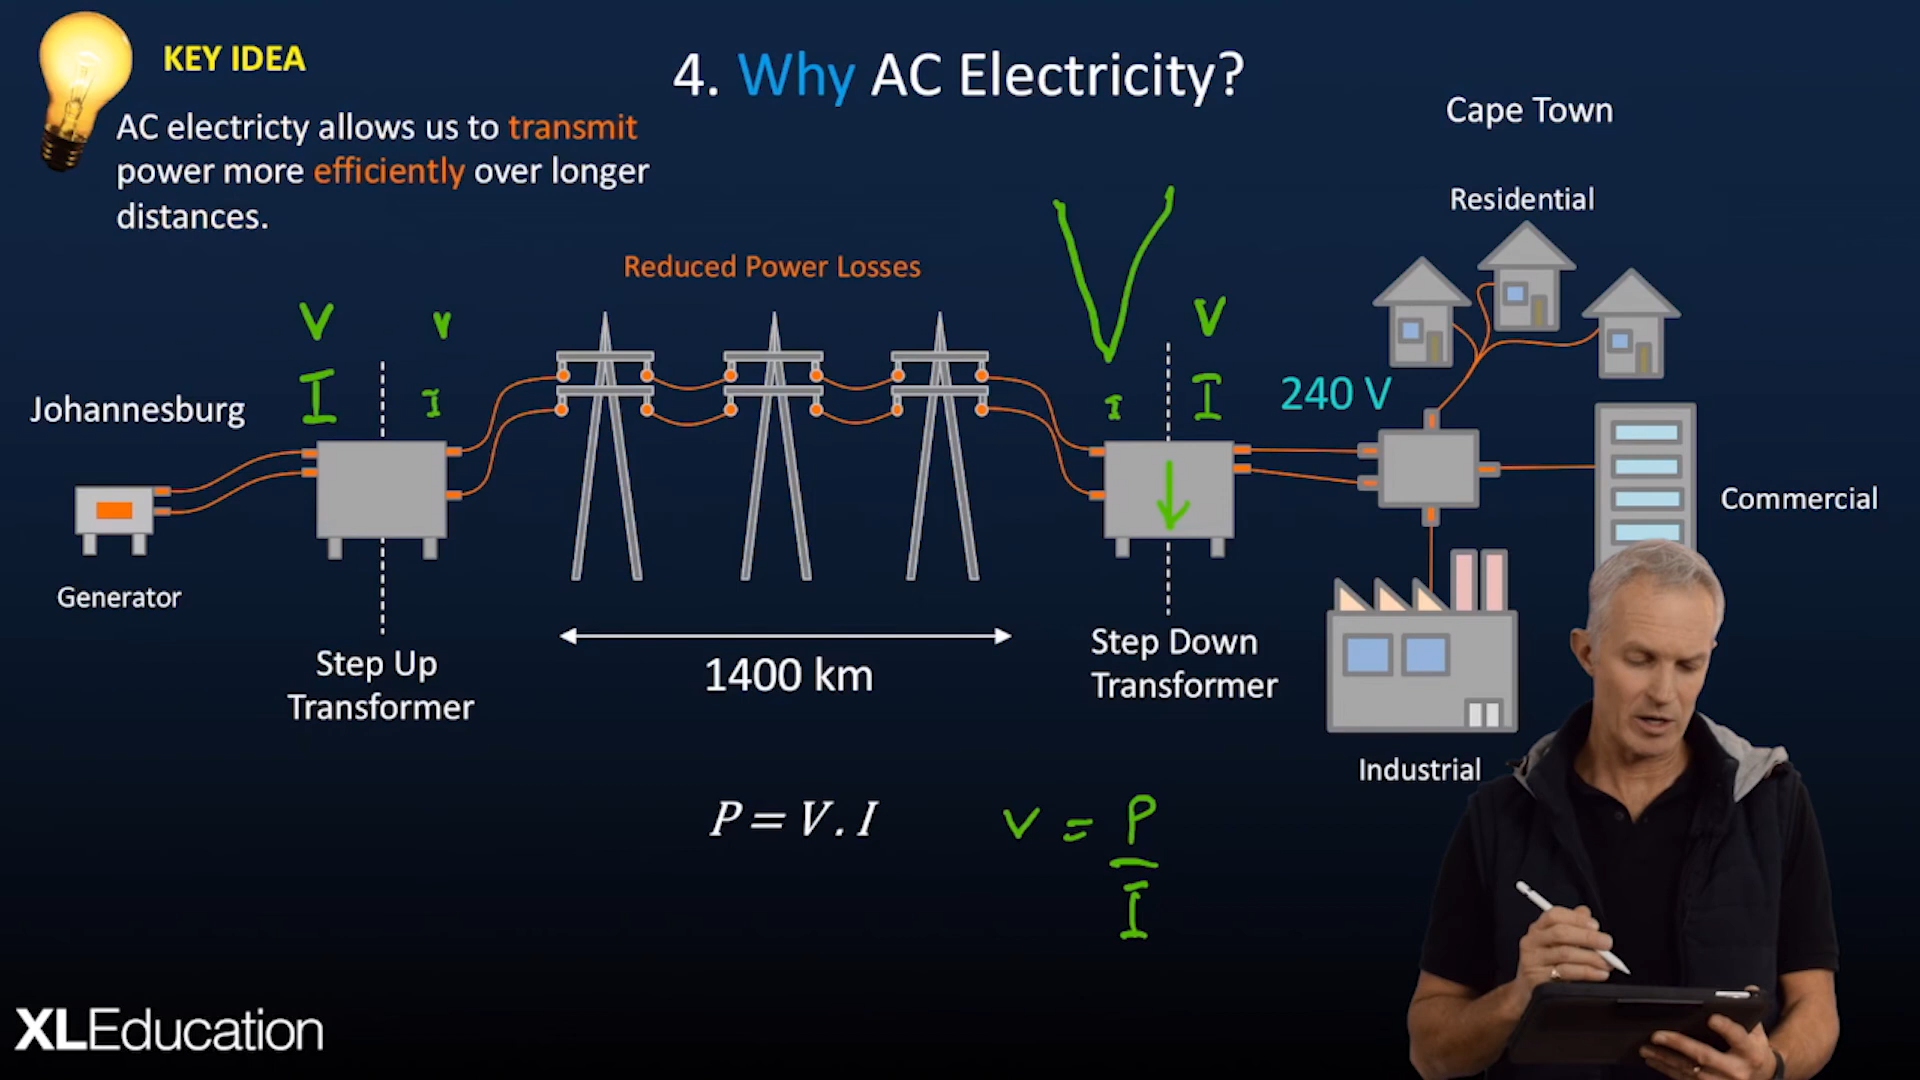 KEY IDEA
4. Why AC Electricity?
AC electricty allows us to transmit
power more efficiently over longer
distances.
Cape Town
Residential
Reduced Power Losses
V v
I I
V V
I I
240 V
Johannesburg
Generator
Commercial
Step Up
Transformer
1400 km
Step Down
Transformer
Industrial
P = V . I
V = P
I
XLEducation